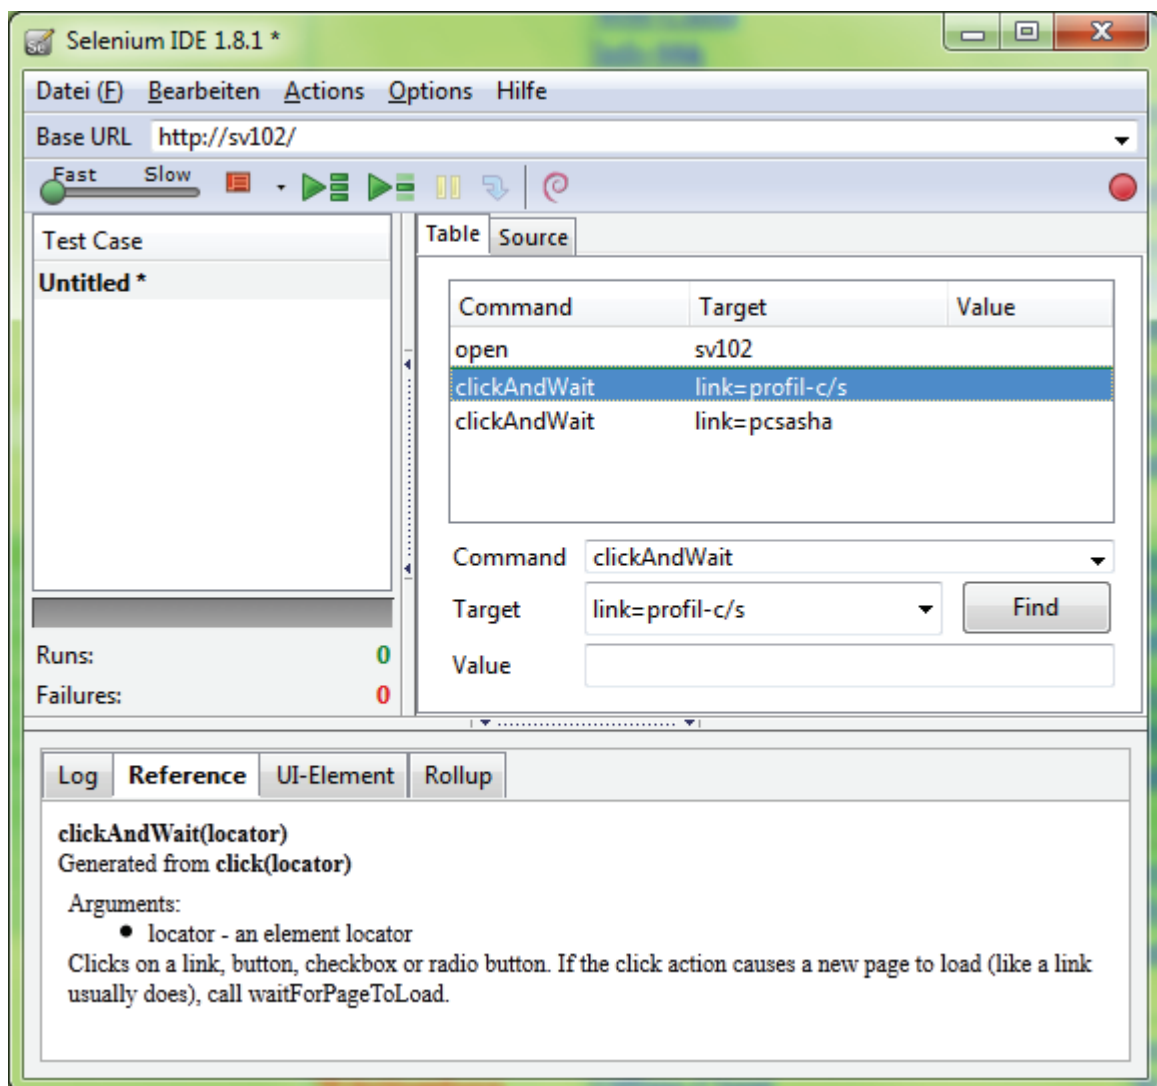 Selenium IDE 1.8.1 *
Datei (F) Bearbeiten Actions Options Hilfe
Base URL http://sv102/
Fast Slow
Test Case
Untitled *
Runs: 0
Failures: 0
Table Source
Command Target Value
open sv102
clickAndWait link=profil-c/s
clickAndWait link=pcsasha
Command clickAndWait
Target link=profil-c/s Find
Value
Log Reference UI-Element Rollup
clickAndWait(locator)
Generated from click(locator)
Arguments:
• locator - an element locator
Clicks on a link, button, checkbox or radio button. If the click action causes a new page to load (like a link
usually does), call waitForPageToLoad.